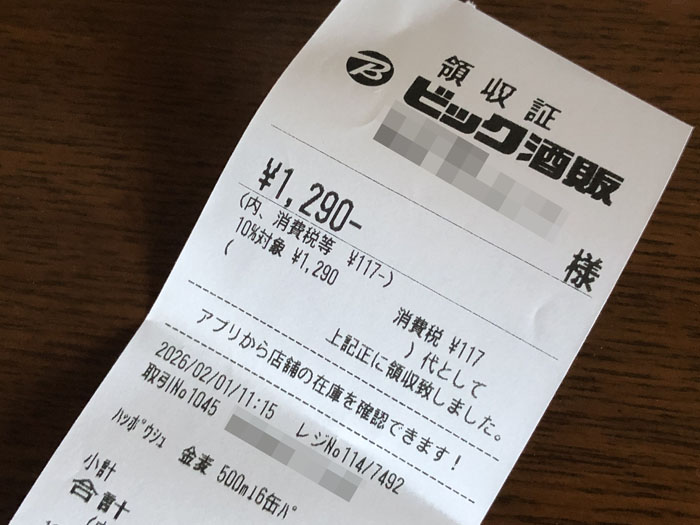 領収証
ビック酒販
様
¥1,290-
(内、消費税等 ¥117-)
10%対象 ¥1,290 消費税 ¥117
( )代として
上記正に領収致しました。
アプリから店舗の在庫を確認できます!
2026/02/01/11:15 レジNo114/7492
取引No1045
ハッポウシュ 金麦 500ml6缶パ
小計
合計